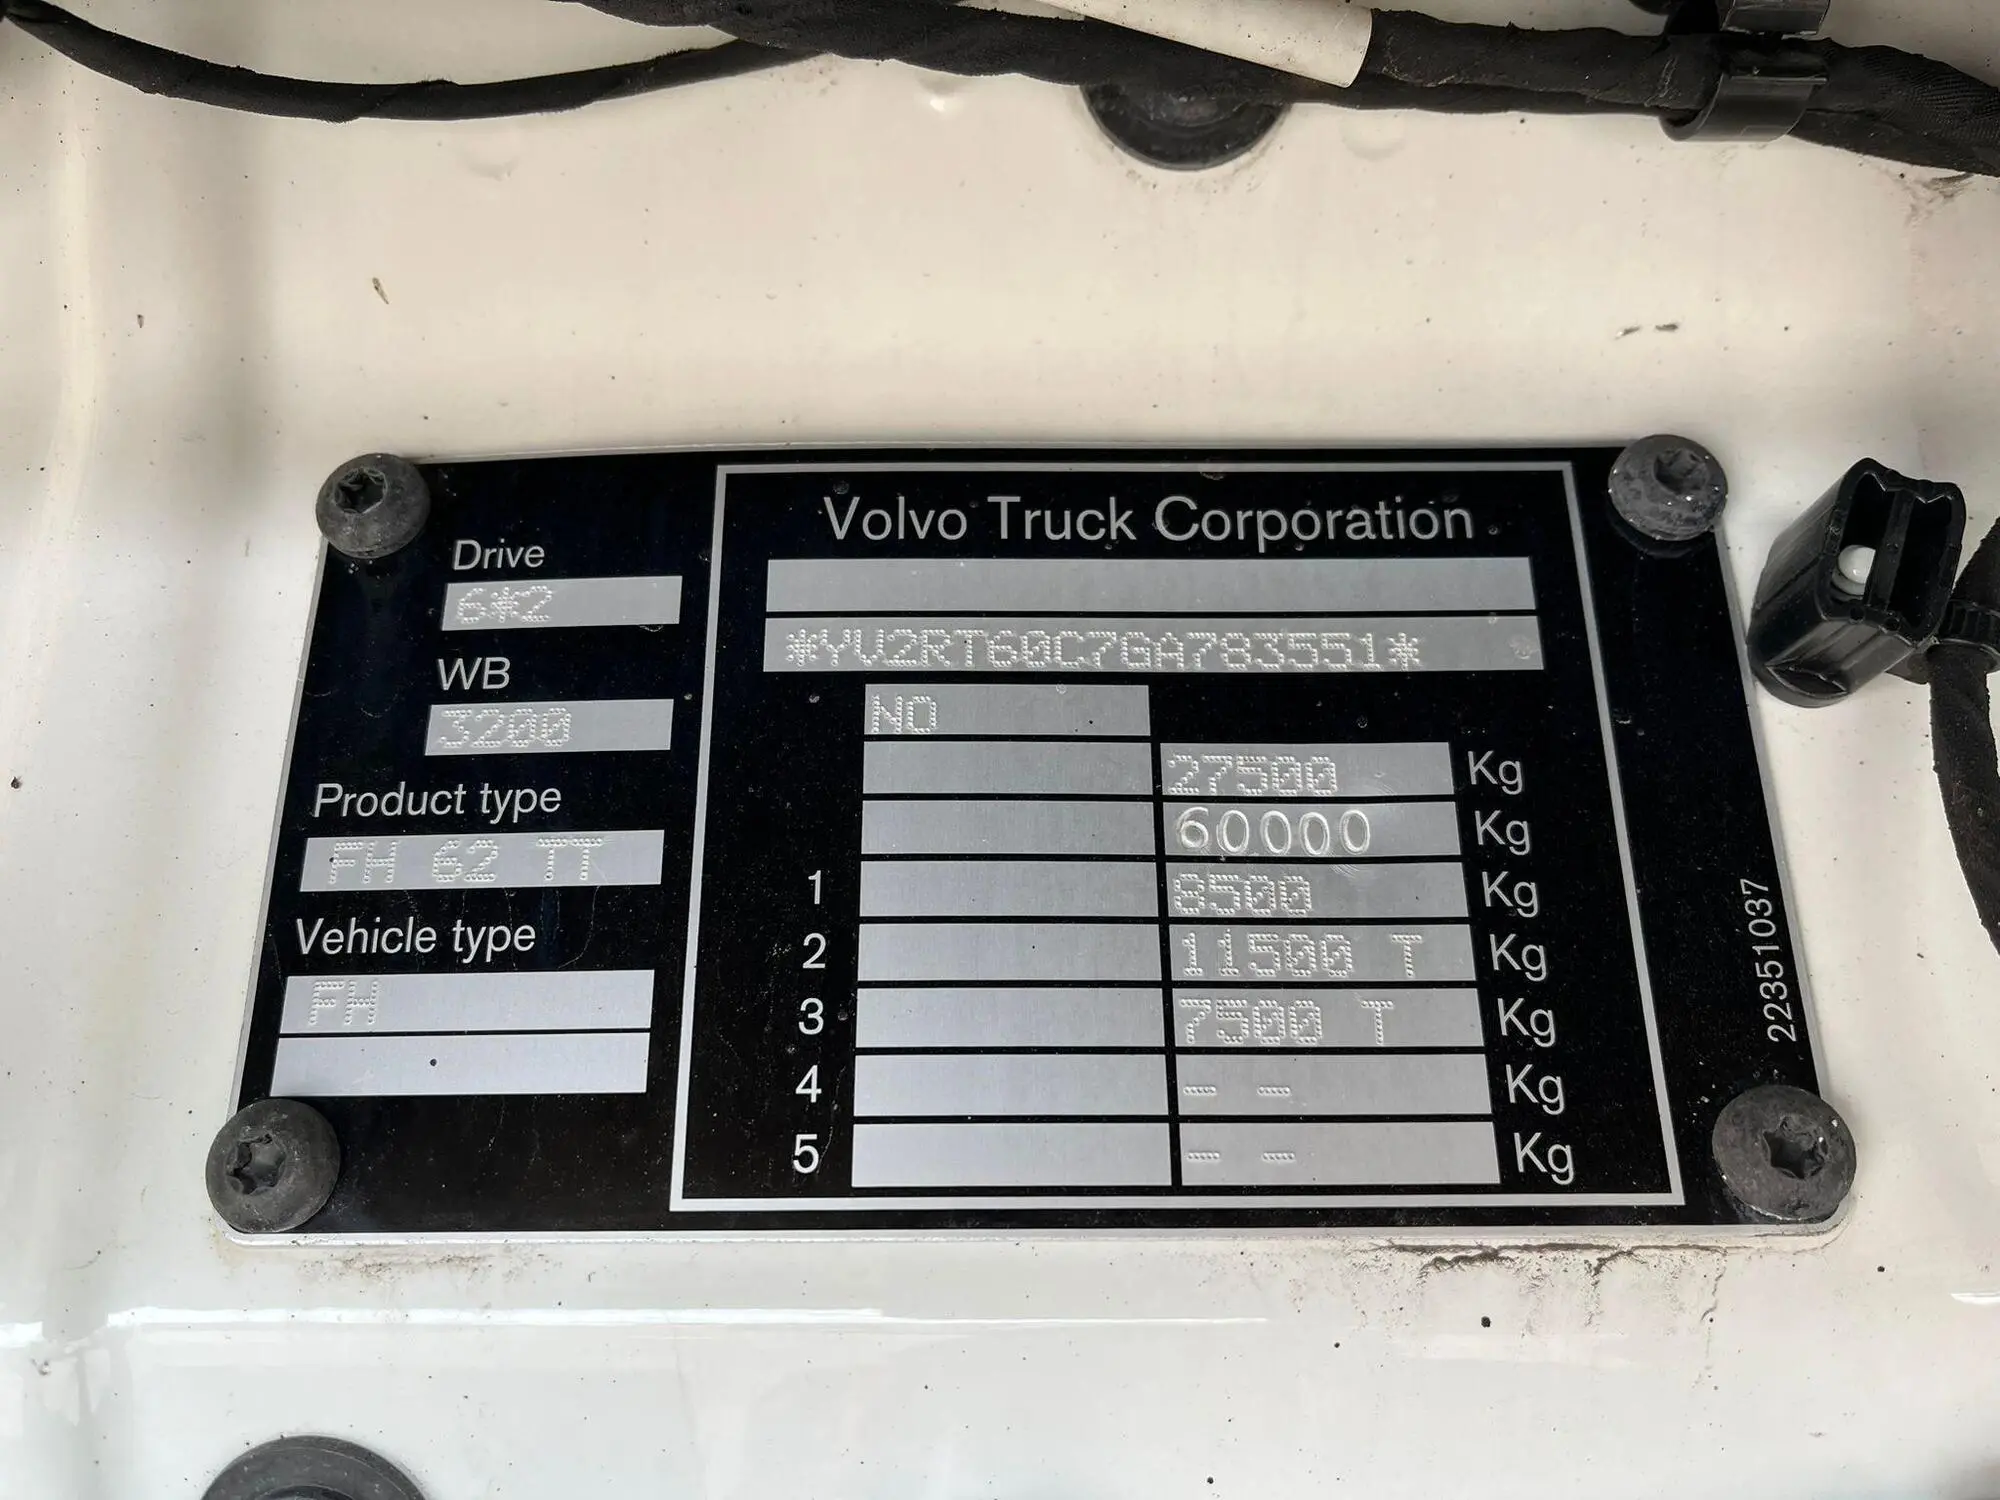 Volvo Truck Corporation
Drive
6*2
WB
3200
Product type
FH 62 TT
Vehicle type
FH
*YV2RT60C7GA783551*
NO
27500 Kg
60000 Kg
1 8500 Kg
2 11500 T Kg
3 7500 T Kg
4 - - Kg
5 - - Kg
22351037